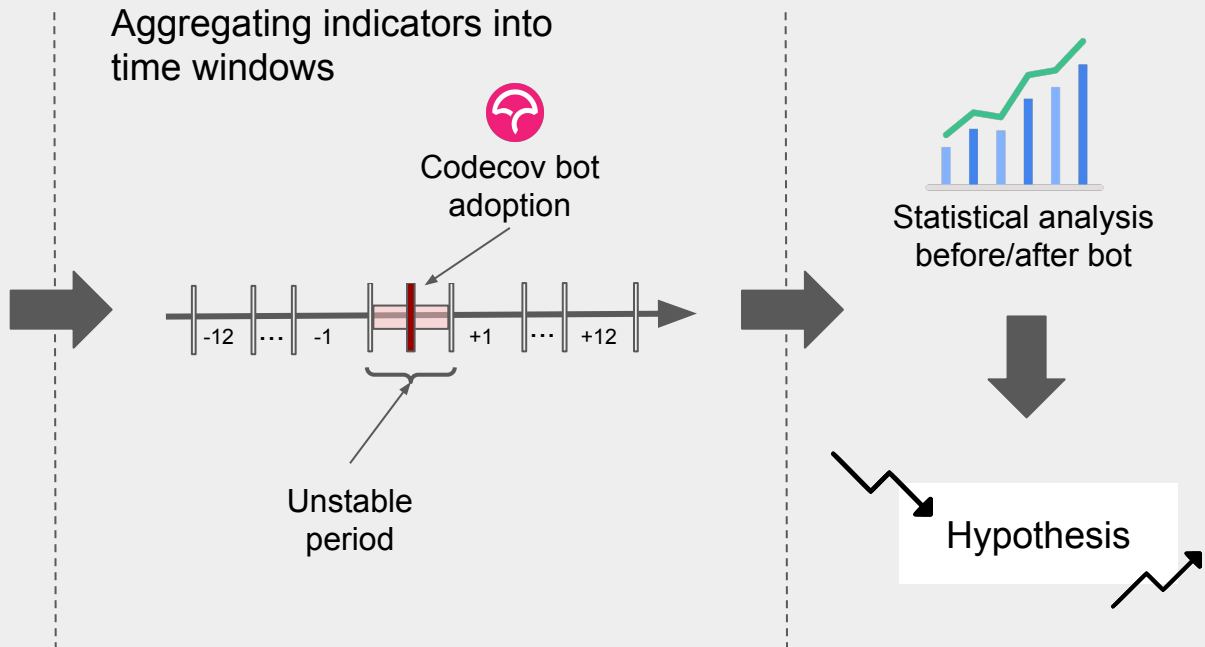 Aggregating indicators into
time windows
Codecov bot
adoption
-12 ... -1 +1 ... +12
Unstable
period
Statistical analysis
before/after bot
Hypothesis